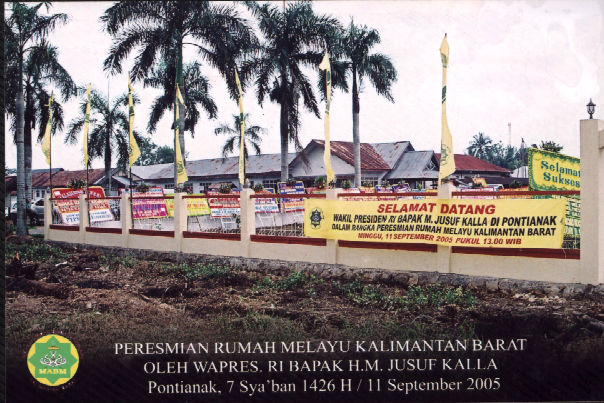 Selamat
Sukses
SELAMAT DATANG
WAKIL PRESIDEN RI BAPAK M. JUSUF KALLA DI PONTIANAK
DALAM RANGKA PERESMIAN RUMAH MELAYU KALIMANTAN BARAT
MINGGU, 11 SEPTEMBER 2005 PUKUL 13.00 WIB
MABM
PERESMIAN RUMAH MELAYU KALIMANTAN BARAT
OLEH WAPRES. RI BAPAK H.M. JUSUF KALLA
Pontianak, 7 Sya'ban 1426 H / 11 September 2005